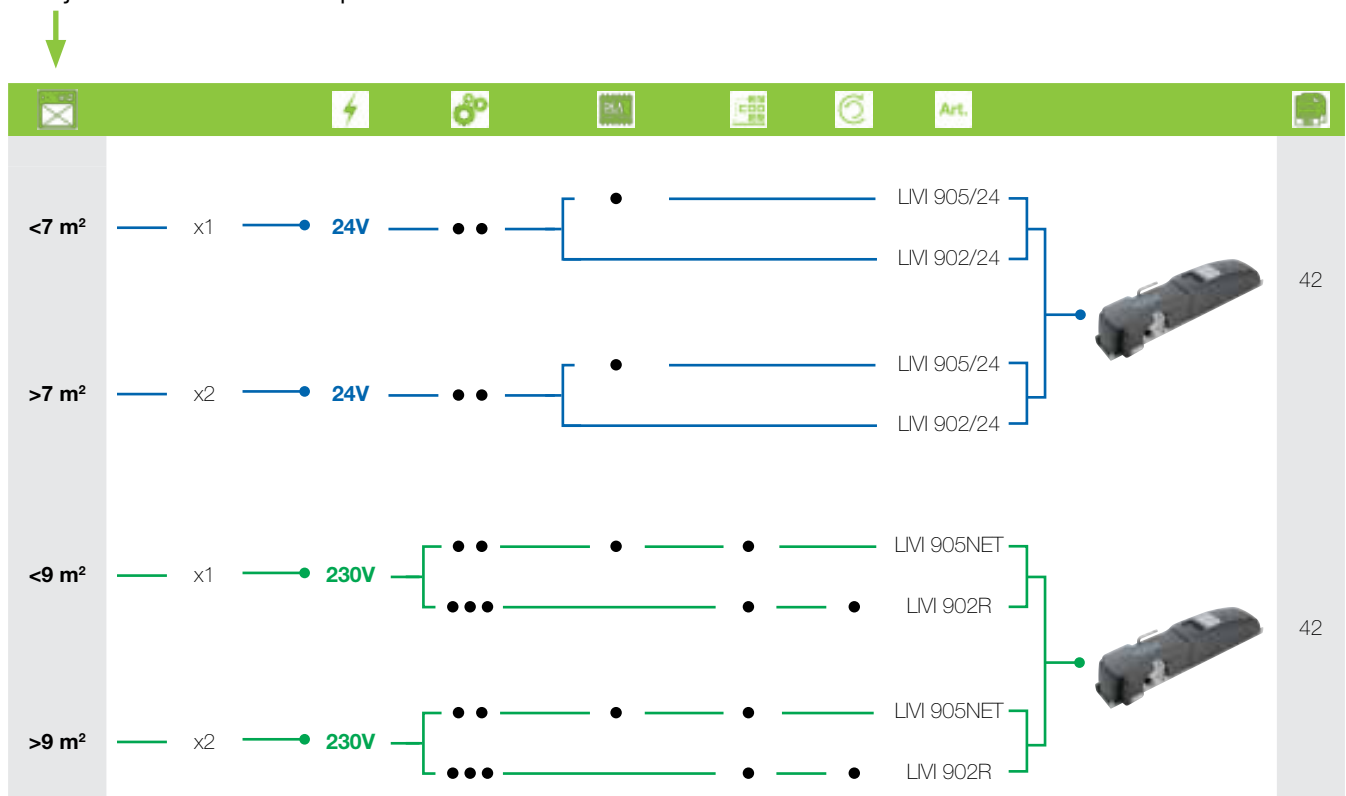 Art.
LIVI 905/24
<7 m² x1 24V
LIVI 902/24
42
LIVI 905/24
>7 m² x2 24V
LIVI 902/24
LIVI 905NET
<9 m² x1 230V
LIVI 902R
42
LIVI 905NET
>9 m² x2 230V
LIVI 902R